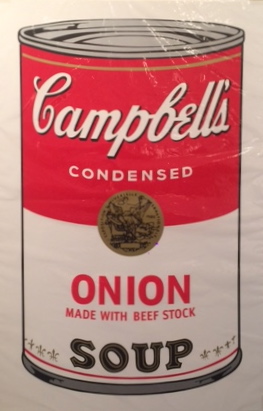 Campbell's
CONDENSED
ONION
MADE WITH BEEF STOCK
SOUP